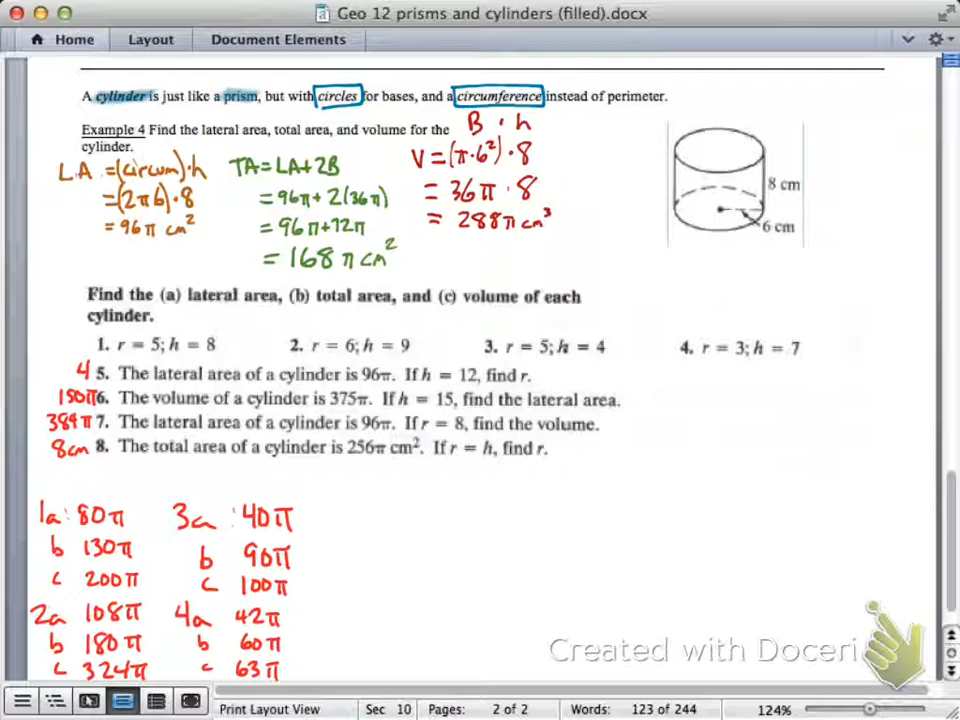 Geo 12 prisms and cylinders (filled).docx
Home Layout Document Elements
A cylinder is just like a prism, but with circles for bases, and a circumference instead of perimeter.
Example 4 Find the lateral area, total area, and volume for the
cylinder.
LA = (circum)·h
= (2π6)·8
= 96π cm²
TA = LA + 2B
= 96π + 2(36π)
= 96π + 72π
= 168π cm²
B · h
V = (π·6²)·8
= 36π · 8
= 288π cm³
8 cm
6 cm
Find the (a) lateral area, (b) total area, and (c) volume of each
cylinder.
1. r = 5; h = 8 2. r = 6; h = 9 3. r = 5; h = 4 4. r = 3; h = 7
4 5. The lateral area of a cylinder is 96π. If h = 12, find r.
150π 6. The volume of a cylinder is 375π. If h = 15, find the lateral area.
384π 7. The lateral area of a cylinder is 96π. If r = 8, find the volume.
8cm 8. The total area of a cylinder is 256π cm². If r = h, find r.
1a: 80π
b 130π
c 200π
2a 108π
b 180π
c 324π
3a : 40π
b 90π
c 100π
4a 42π
b 60π
c 63π
Created with Doceri
Print Layout View Sec 10 Pages: 2 of 2 Words: 123 of 244 124%